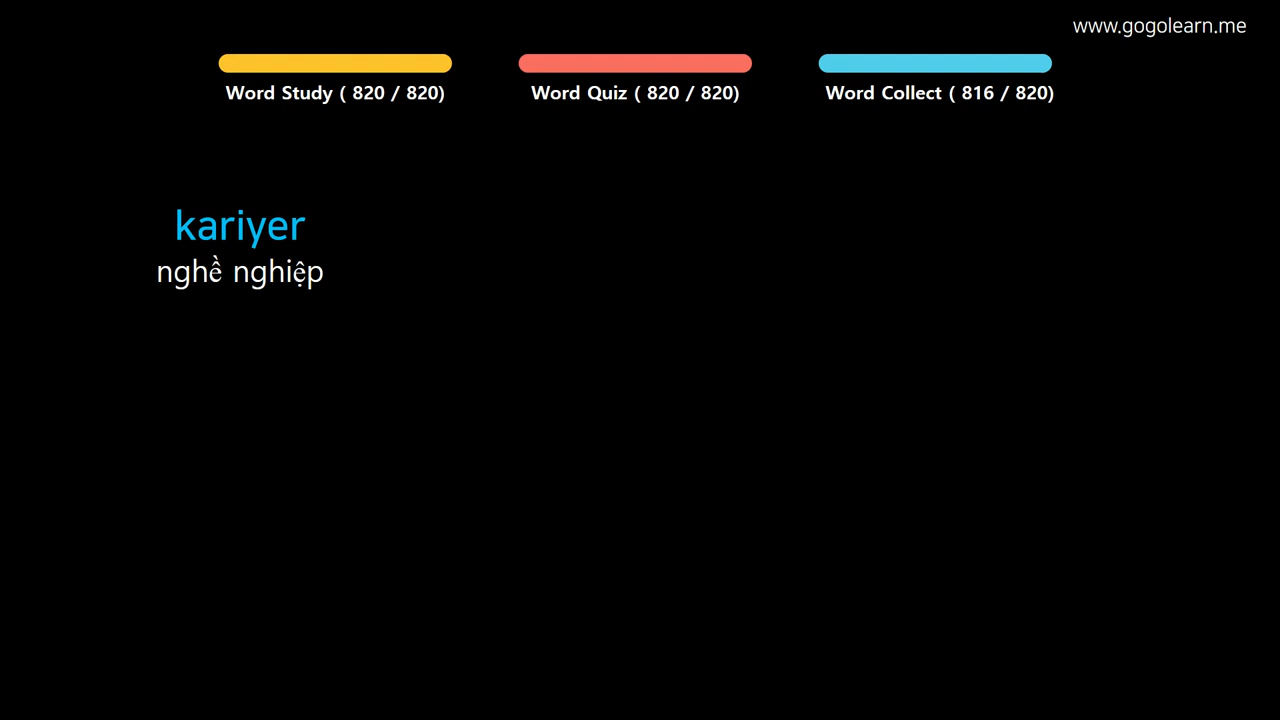 www.gogolearn.me
Word Study ( 820 / 820)
Word Quiz ( 820 / 820)
Word Collect ( 816 / 820)
kariyer
nghề nghiệp